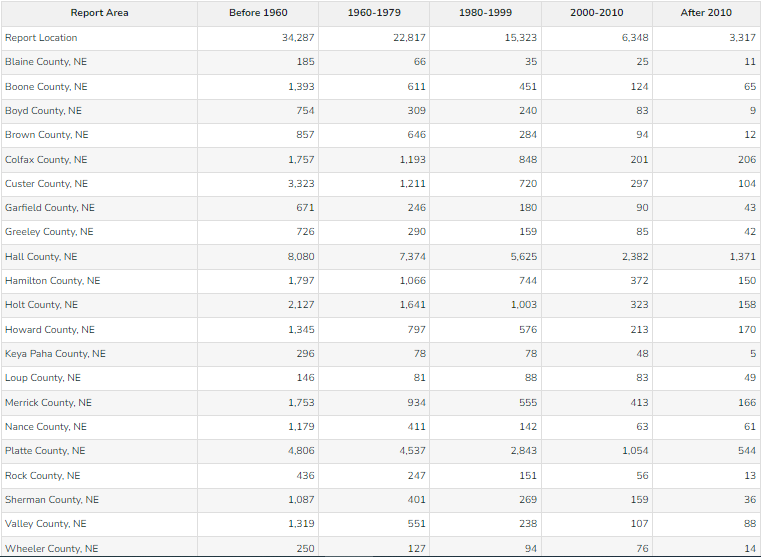 Report Area Before 1960 1960-1979 1980-1999 2000-2010 After 2010
Report Location 34,287 22,817 15,323 6,348 3,317
Blaine County, NE 185 66 35 25 11
Boone County, NE 1,393 611 451 124 65
Boyd County, NE 754 309 240 83 9
Brown County, NE 857 646 284 94 12
Colfax County, NE 1,757 1,193 848 201 206
Custer County, NE 3,323 1,211 720 297 104
Garfield County, NE 671 246 180 90 43
Greeley County, NE 726 290 159 85 42
Hall County, NE 8,080 7,374 5,625 2,382 1,371
Hamilton County, NE 1,797 1,066 744 372 150
Holt County, NE 2,127 1,641 1,003 323 158
Howard County, NE 1,345 797 576 213 170
Keya Paha County, NE 296 78 78 48 5
Loup County, NE 146 81 88 83 49
Merrick County, NE 1,753 934 555 413 166
Nance County, NE 1,179 411 142 63 61
Platte County, NE 4,806 4,537 2,843 1,054 544
Rock County, NE 436 247 151 56 13
Sherman County, NE 1,087 401 269 159 36
Valley County, NE 1,319 551 238 107 88
Wheeler County, NE 250 127 94 76 14